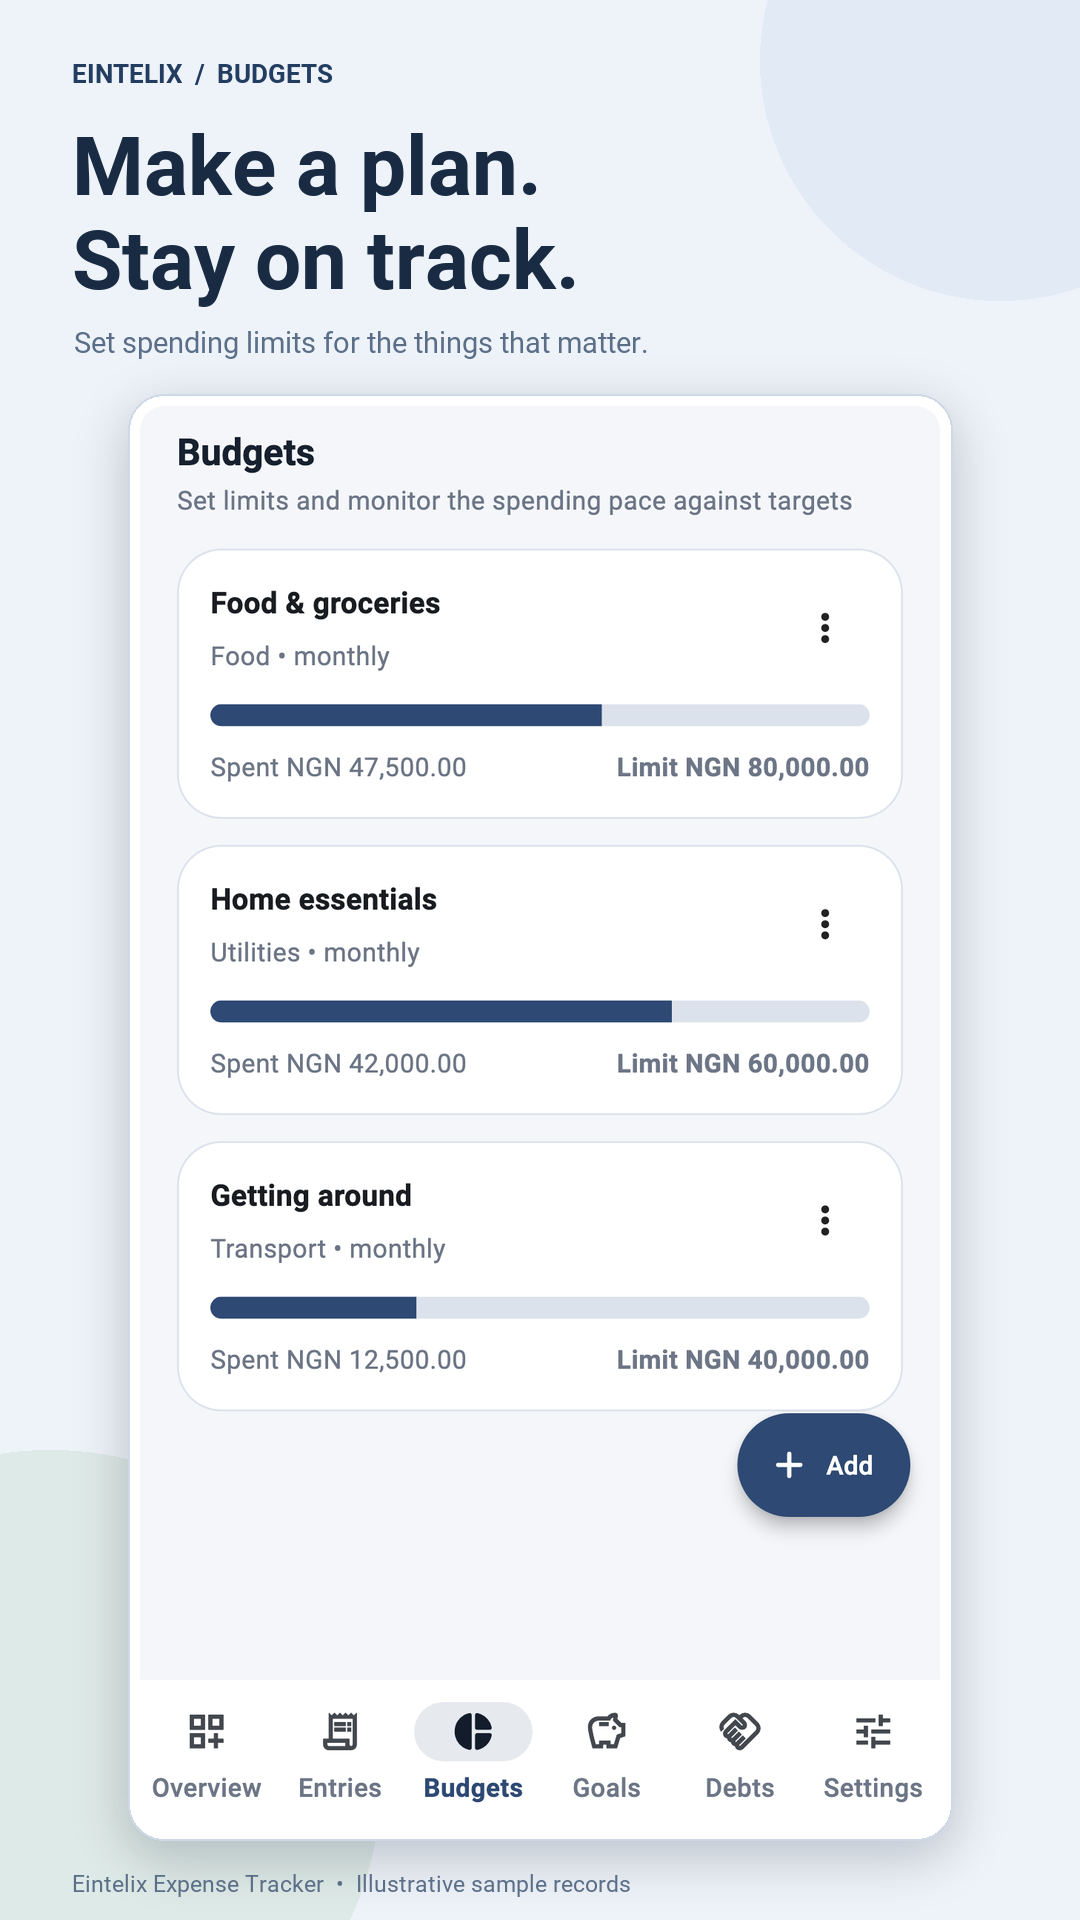 EINTELIX / BUDGETS
Make a plan.
Stay on track.
Set spending limits for the things that matter.
Budgets
Set limits and monitor the spending pace against targets
Food & groceries
Food • monthly
Spent NGN 47,500.00 Limit NGN 80,000.00
Home essentials
Utilities • monthly
Spent NGN 42,000.00 Limit NGN 60,000.00
Getting around
Transport • monthly
Spent NGN 12,500.00 Limit NGN 40,000.00
+ Add
Overview Entries Budgets Goals Debts Settings
Eintelix Expense Tracker • Illustrative sample records